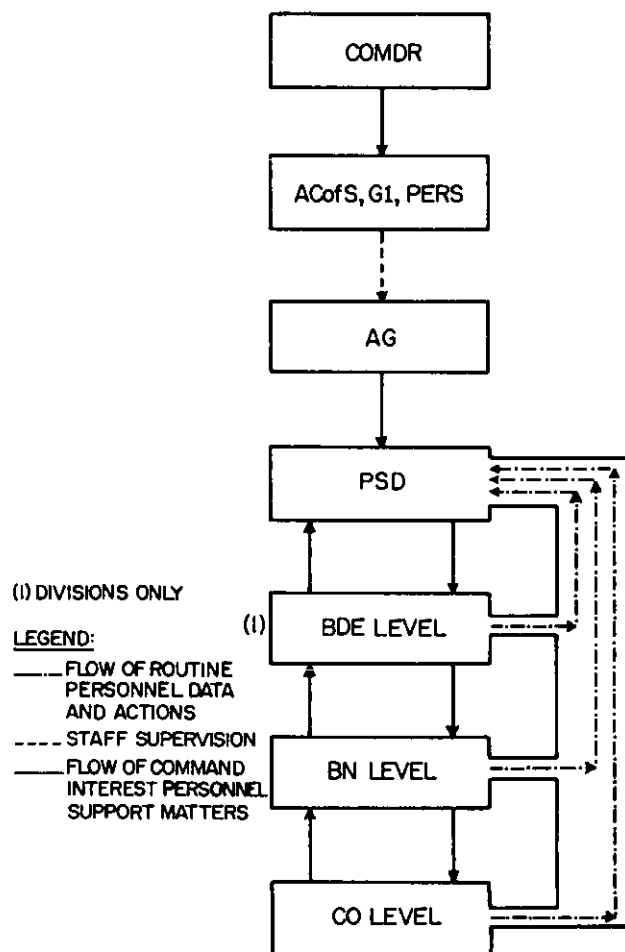 COMDR
ACofS, G1, PERS
AG
PSD
(1) DIVISIONS ONLY
(1)
BDE LEVEL
LEGEND:
FLOW OF ROUTINE
PERSONNEL DATA
AND ACTIONS
STAFF SUPERVISION
FLOW OF COMMAND
INTEREST PERSONNEL
SUPPORT MATTERS
BN LEVEL
CO LEVEL